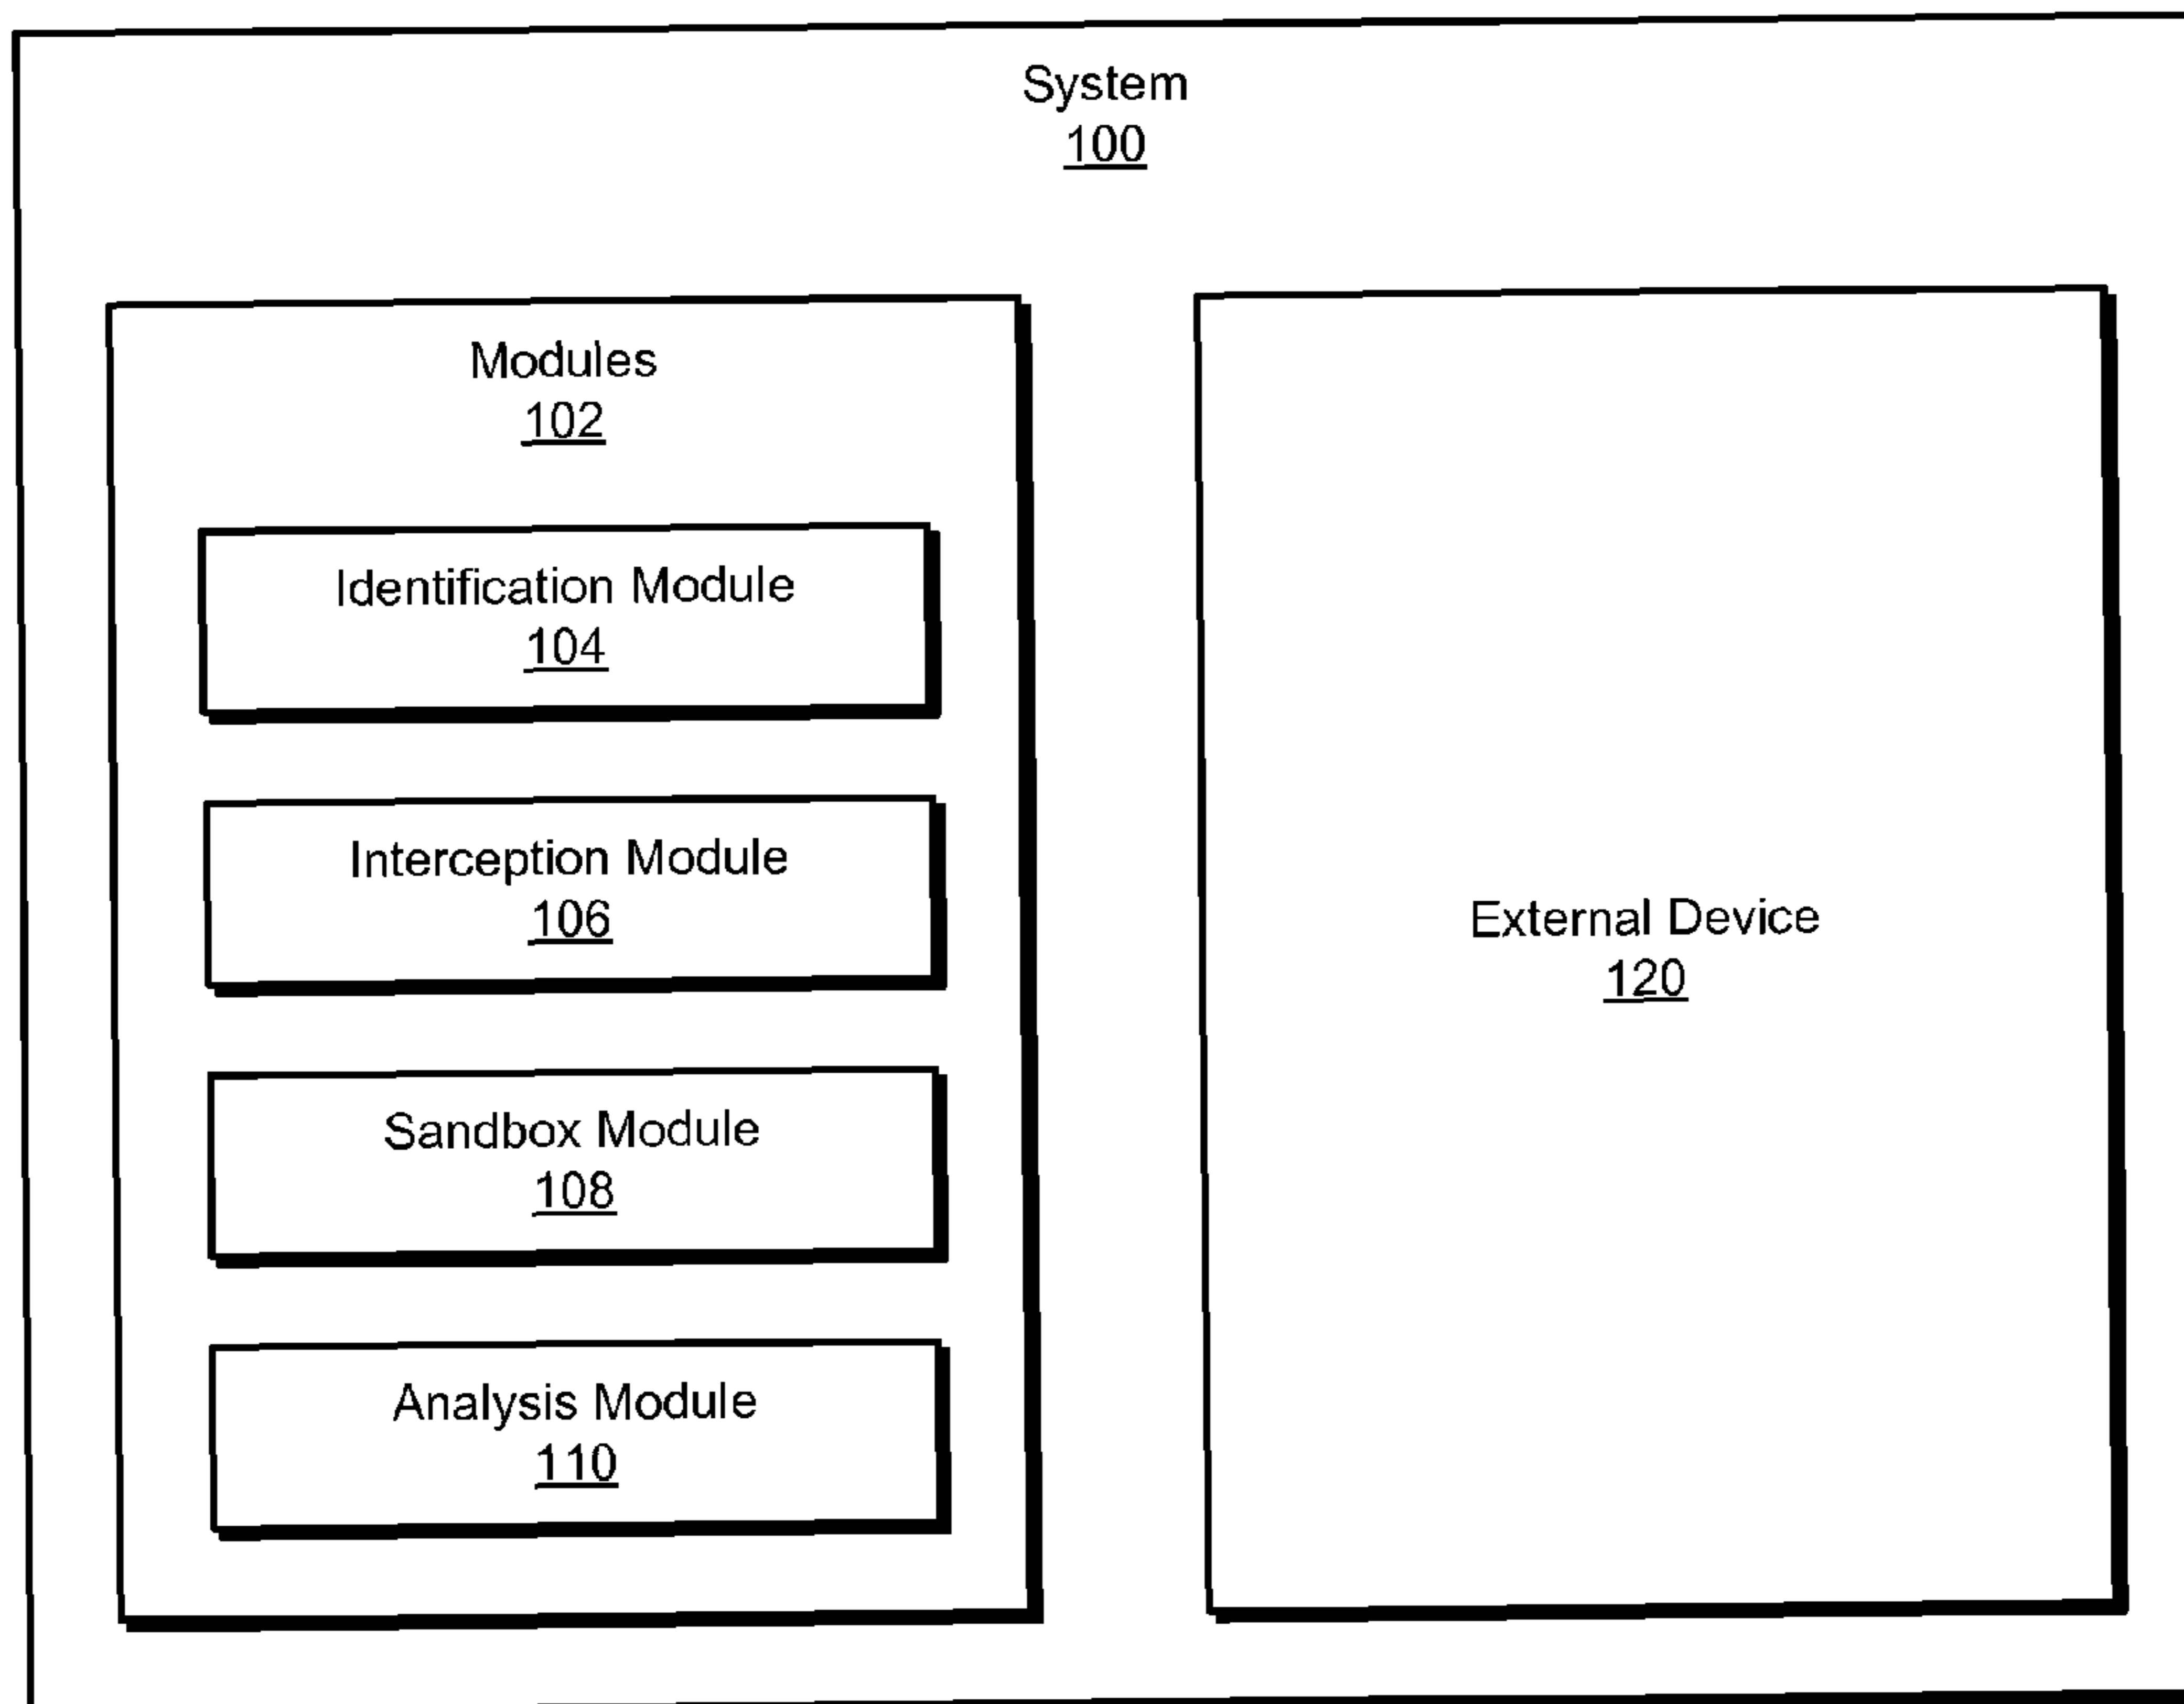 System
100
Modules
102
Identification Module
104
Interception Module
106
Sandbox Module
108
Analysis Module
110
External Device
120